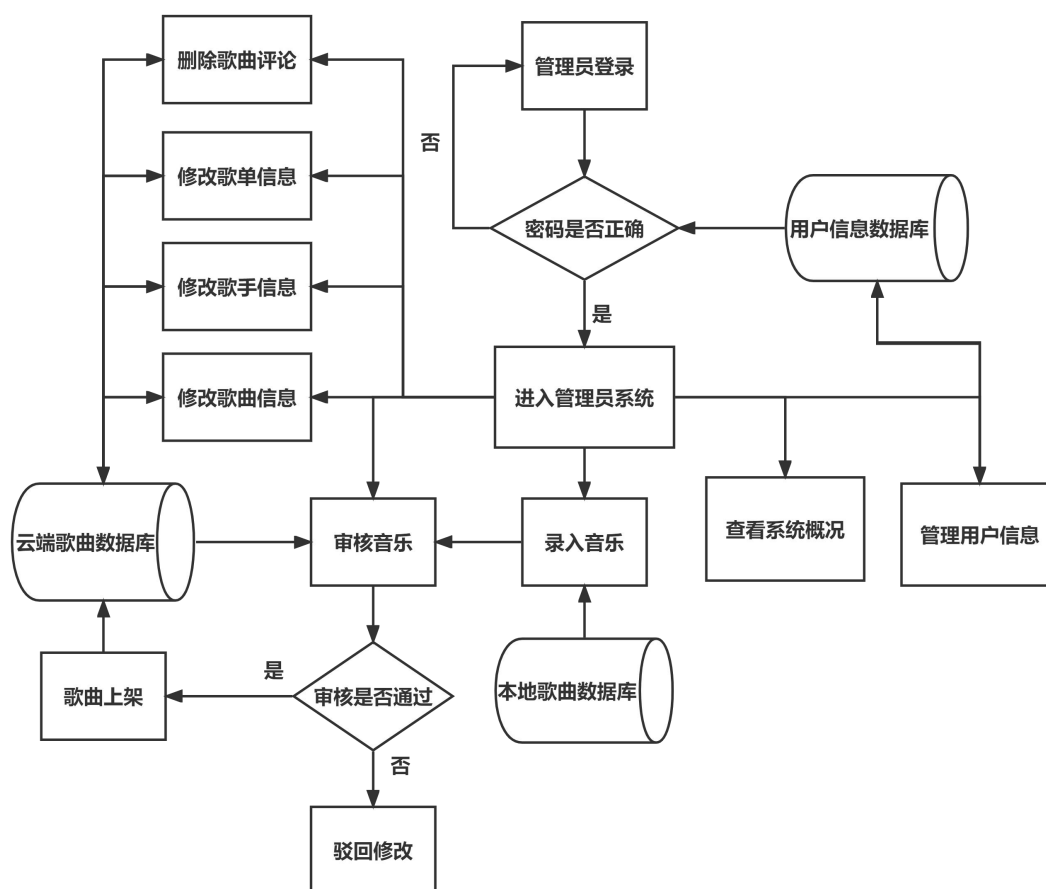 删除歌曲评论
管理员登录
否
修改歌单信息
密码是否正确
用户信息数据库
修改歌手信息
是
修改歌曲信息
进入管理员系统
云端歌曲数据库
审核音乐
录入音乐
查看系统概况
管理用户信息
歌曲上架
是
审核是否通过
本地歌曲数据库
否
驳回修改